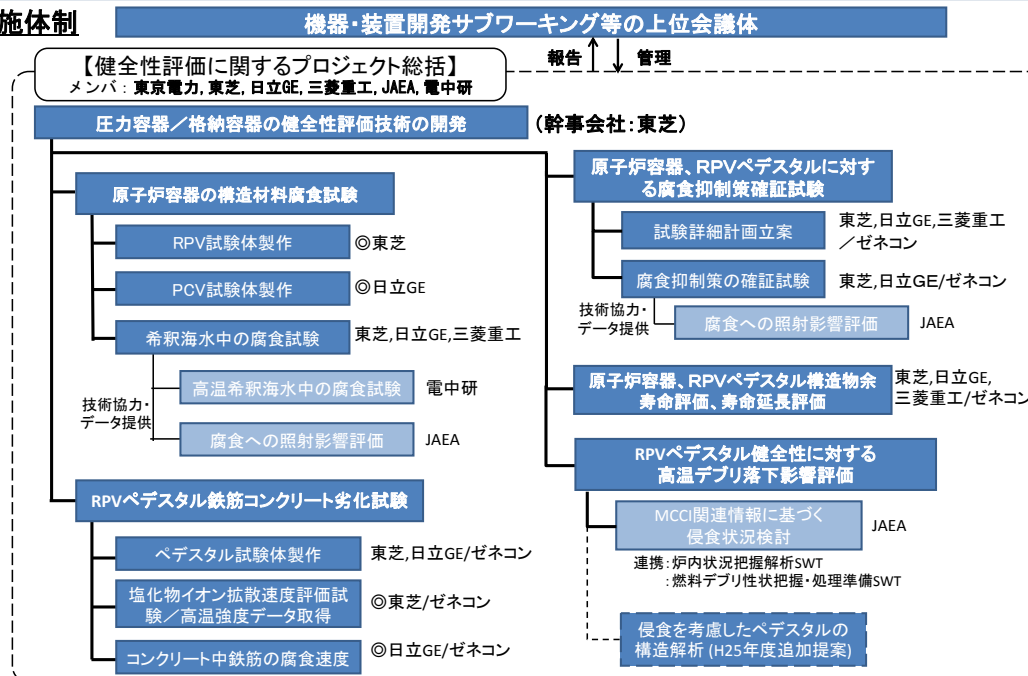 施体制
機器・装置開発サブワーキング等の上位会議体
報告
管理
【健全性評価に関するプロジェクト総括】
メンバ：東京電力, 東芝, 日立GE, 三菱重工, JAEA, 電中研
圧力容器／格納容器の健全性評価技術の開発
(幹事会社：東芝)
原子炉容器の構造材料腐食試験
RPV試験体製作
◎東芝
PCV試験体製作
◎日立GE
希釈海水中の腐食試験
東芝,日立GE,三菱重工
技術協力・
データ提供
高温希釈海水中の腐食試験
電中研
腐食への照射影響評価
JAEA
RPVペデスタル鉄筋コンクリート劣化試験
ペデスタル試験体製作
東芝,日立GE/ゼネコン
塩化物イオン拡散速度評価試
験／高温強度データ取得
◎東芝/ゼネコン
コンクリート中鉄筋の腐食速度
◎日立GE/ゼネコン
原子炉容器、RPVペデスタルに対す
る腐食抑制策確証試験
試験詳細計画立案
東芝,日立GE,三菱重工
／ゼネコン
腐食抑制策の確証試験
東芝,日立GE/ゼネコン
技術協力・
データ提供
腐食への照射影響評価
JAEA
原子炉容器、RPVペデスタル構造物余
寿命評価、寿命延長評価
東芝,日立GE,
三菱重工/ゼネコン
RPVペデスタル健全性に対する
高温デブリ落下影響評価
MCCI関連情報に基づく
侵食状況検討
JAEA
連携：炉内状況把握解析SWT
：燃料デブリ性状把握・処理準備SWT
侵食を考慮したペデスタルの
構造解析 (H25年度追加提案)